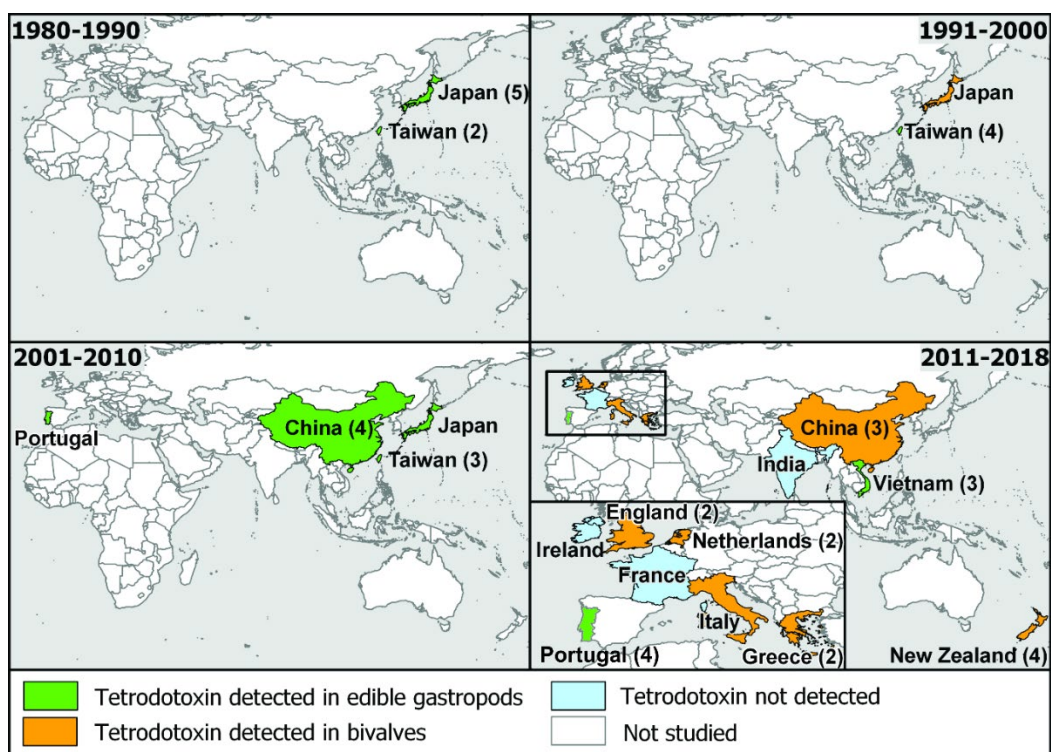 1980-1990
Japan (5)
Taiwan (2)
1991-2000
Japan
Taiwan (4)
2001-2010
Portugal
China (4)
Japan
Taiwan (3)
2011-2018
China (3)
India
Vietnam (3)
England (2)
Ireland
Netherlands (2)
France
Italy
Portugal (4)
Greece (2)
New Zealand (4)
Tetrodotoxin detected in edible gastropods
Tetrodotoxin detected in bivalves
Tetrodotoxin not detected
Not studied